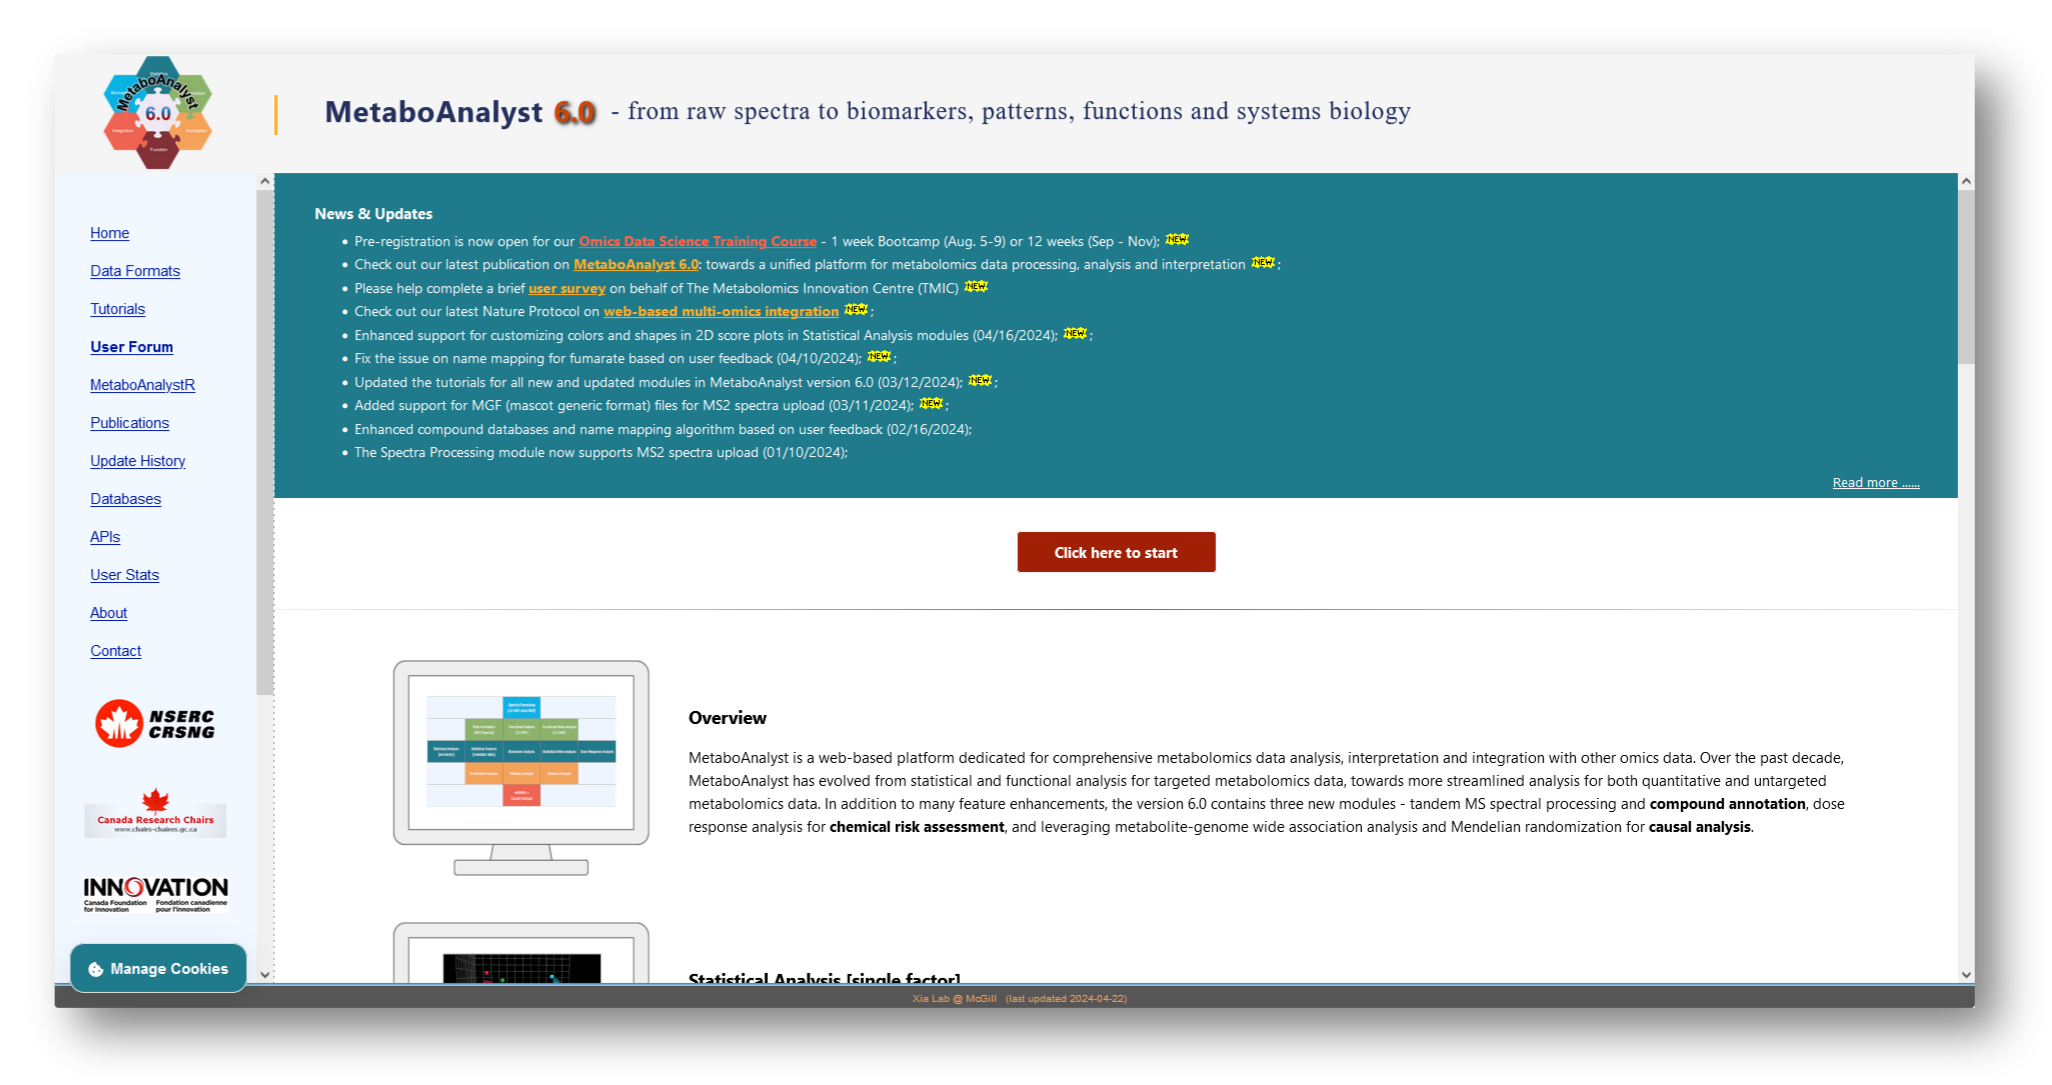 MetaboAnalyst
6.0
MetaboAnalyst 6.0 - from raw spectra to biomarkers, patterns, functions and systems biology
Home
Data Formats
Tutorials
User Forum
MetaboAnalystR
Publications
Update History
Databases
APIs
User Stats
About
Contact
NSERC
CRSNG
Canada Research Chairs
www.chairs-chaires.gc.ca
INNOVATION
Canada Foundation for Innovation
Fondation canadienne pour l'innovation
Manage Cookies
News & Updates
• Pre-registration is now open for our Omics Data Science Training Course - 1 week Bootcamp (Aug. 5-9) or 12 weeks (Sep - Nov); NEW
• Check out our latest publication on MetaboAnalyst 6.0: towards a unified platform for metabolomics data processing, analysis and interpretation NEW ;
• Please help complete a brief user survey on behalf of The Metabolomics Innovation Centre (TMIC) NEW
• Check out our latest Nature Protocol on web-based multi-omics integration NEW ;
• Enhanced support for customizing colors and shapes in 2D score plots in Statistical Analysis modules (04/16/2024); NEW ;
• Fix the issue on name mapping for fumarate based on user feedback (04/10/2024); NEW ;
• Updated the tutorials for all new and updated modules in MetaboAnalyst version 6.0 (03/12/2024); NEW ;
• Added support for MGF (mascot generic format) files for MS2 spectra upload (03/11/2024); NEW ;
• Enhanced compound databases and name mapping algorithm based on user feedback (02/16/2024);
• The Spectra Processing module now supports MS2 spectra upload (01/10/2024);
Read more ......
Click here to start
Overview
MetaboAnalyst is a web-based platform dedicated for comprehensive metabolomics data analysis, interpretation and integration with other omics data. Over the past decade,
MetaboAnalyst has evolved from statistical and functional analysis for targeted metabolomics data, towards more streamlined analysis for both quantitative and untargeted
metabolomics data. In addition to many feature enhancements, the version 6.0 contains three new modules - tandem MS spectral processing and compound annotation, dose
response analysis for chemical risk assessment, and leveraging metabolite-genome wide association analysis and Mendelian randomization for causal analysis.
Statistical Analysis [single factor]
Xia Lab @ McGill (last updated 2024-04-22)